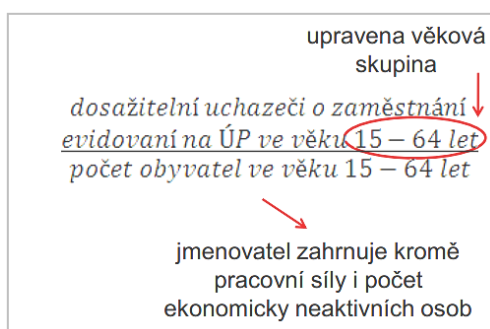 upravena věková
skupina
dosažitelní uchazeči o zaměstnání
evidovaní na ÚP ve věku 15 – 64 let
počet obyvatel ve věku 15 – 64 let
jmenovatel zahrnuje kromě
pracovní síly i počet
ekonomicky neaktivních osob